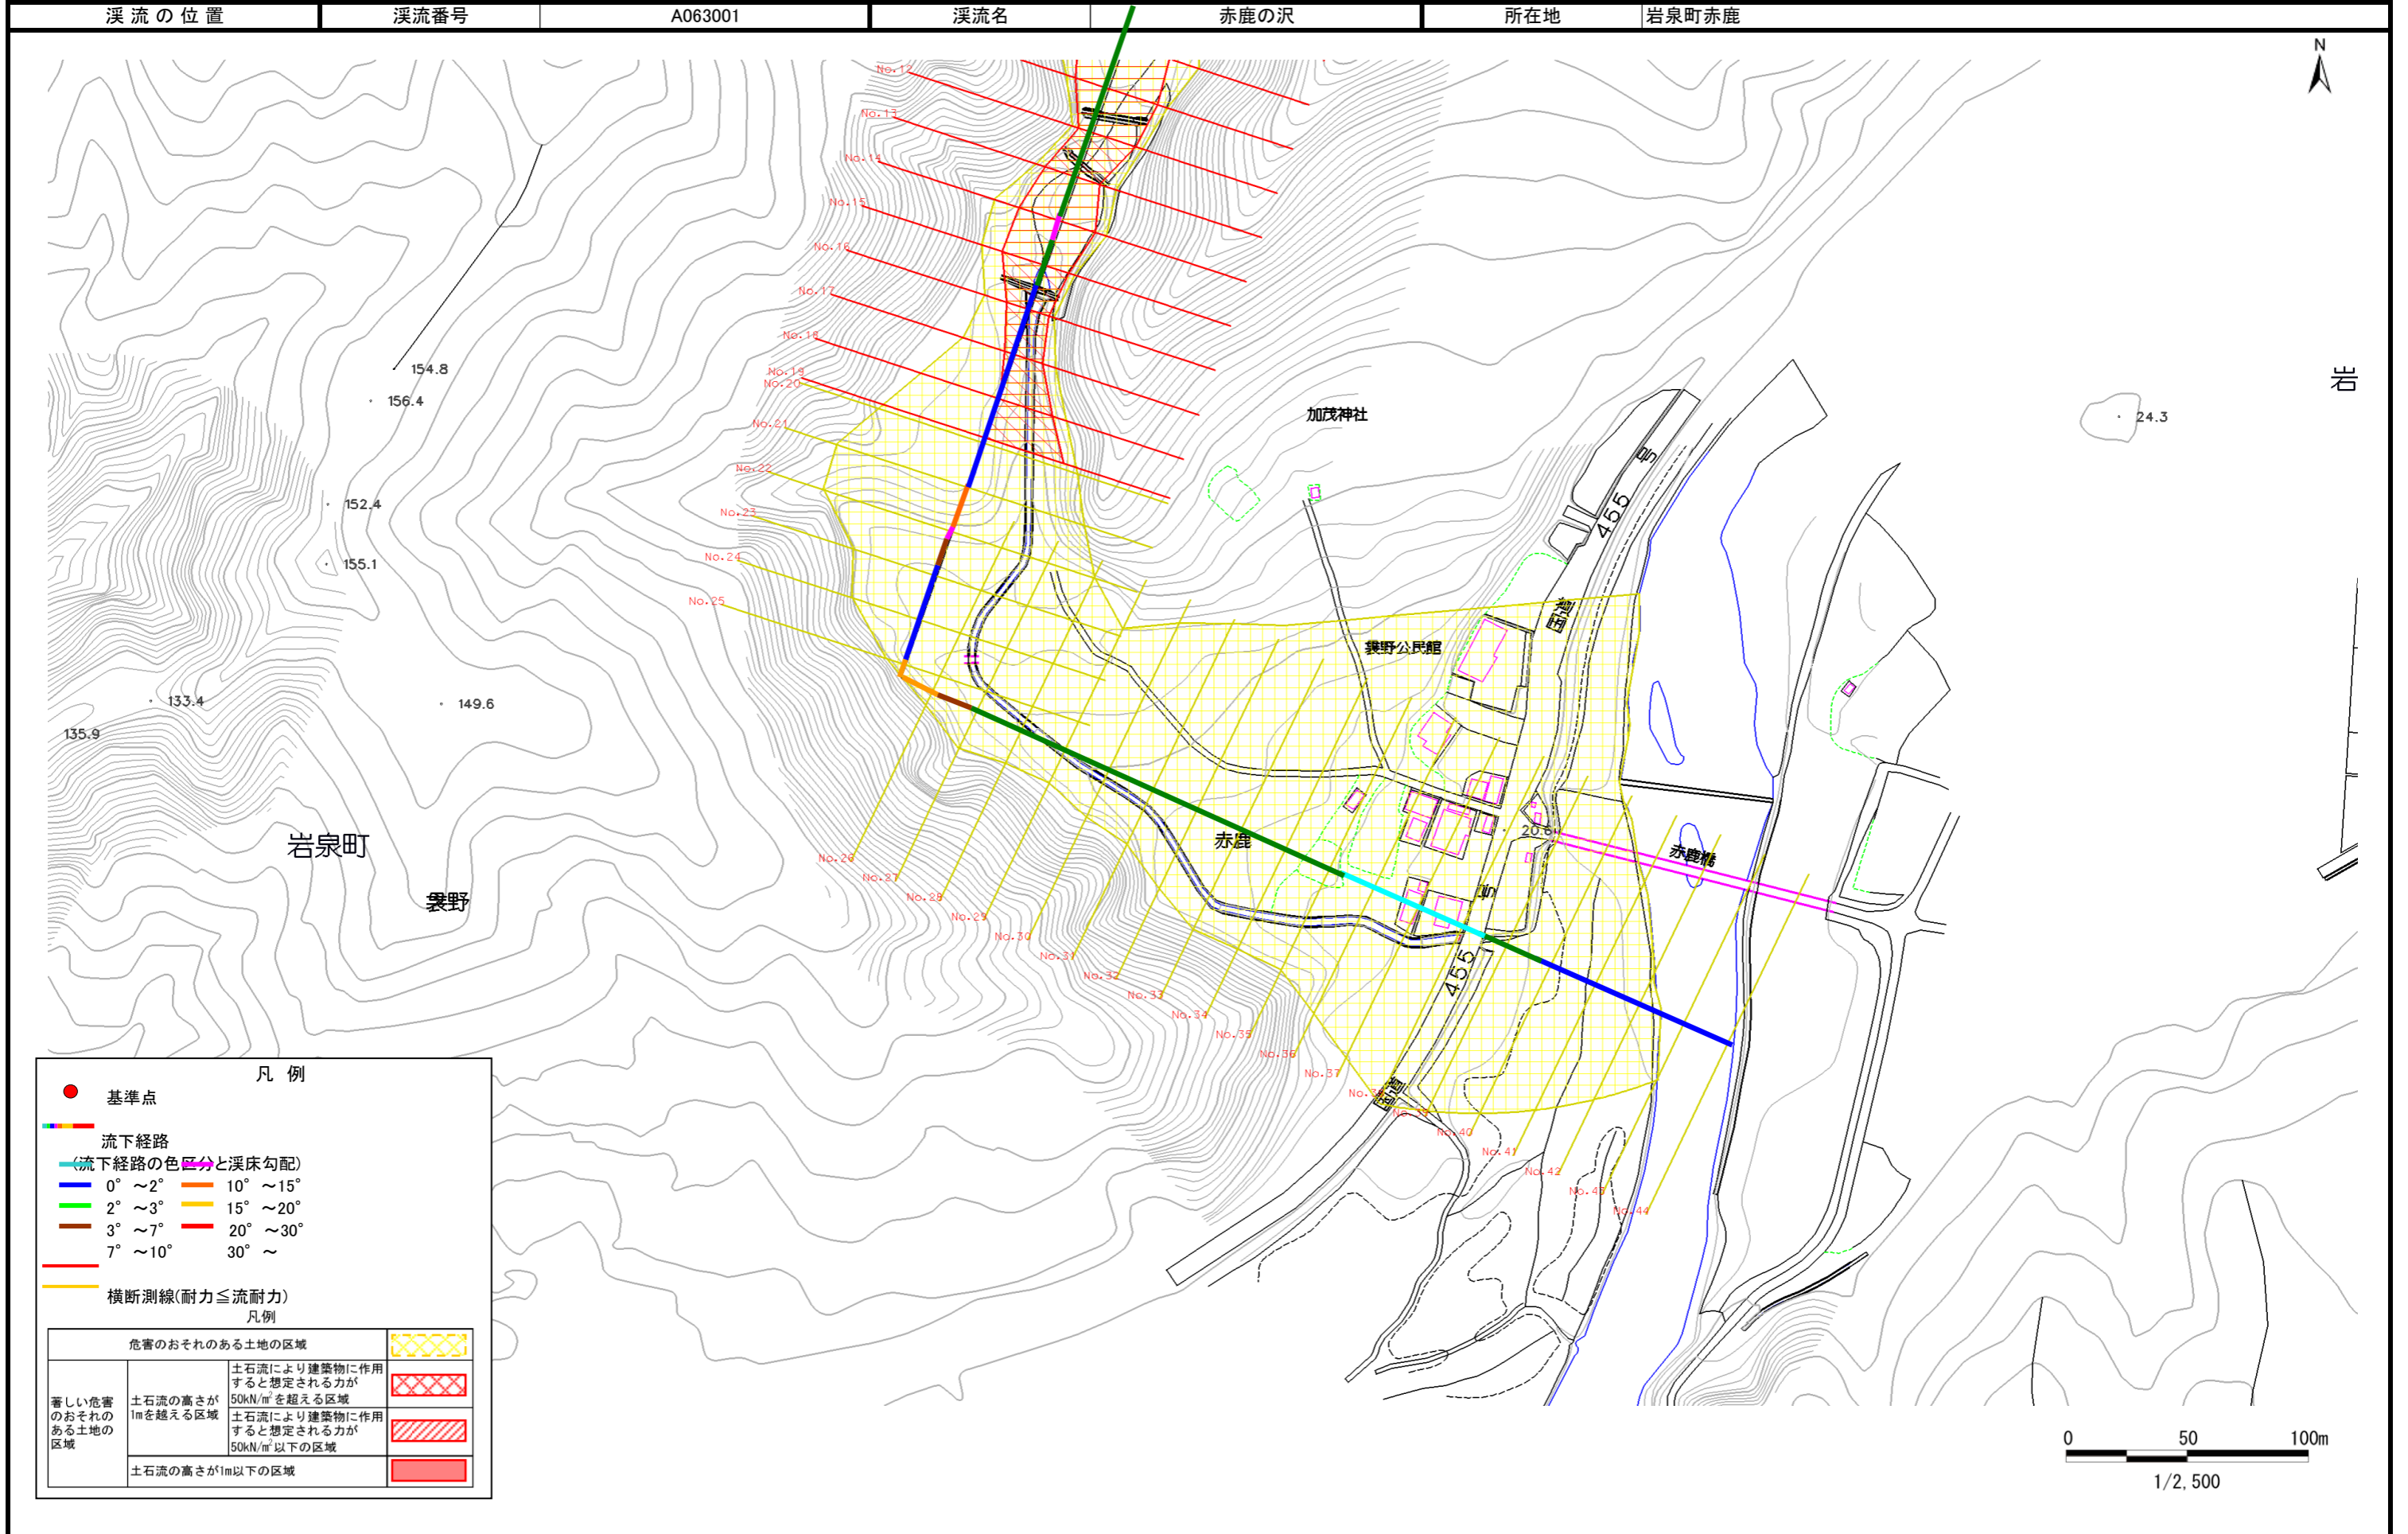 渓流の位置 渓流番号 A063001 渓流名 赤鹿の沢 所在地 岩泉町赤鹿
N
No.12
No.13
No.14
No.15
No.16
No.17
No.18
No.19
No.20
No.21
No.22
No.23
No.24
No.25
No.26
No.27
No.28
No.29
No.30
No.31
No.32
No.33
No.34
No.35
No.36
No.37
No.38
No.39
No.40
No.41
No.42
No.43
No.44
154.8
156.4
152.4
155.1
133.4
149.6
135.9
24.3
20.6
岩
加茂神社
袰野公民館
国道
455
号
赤鹿
赤鹿橋
号
455
国道
岩泉町
袰野
凡 例
基準点
流下経路
(流下経路の色区分と渓床勾配)
0° ～2° 10° ～15°
2° ～3° 15° ～20°
3° ～7° 20° ～30°
7° ～10° 30° ～
横断測線(耐力≦流耐力)
凡例
危害のおそれのある土地の区域
著しい危害
のおそれの
ある土地の
区域
土石流の高さが
1mを越える区域
土石流により建築物に作用
すると想定される力が
50kN/㎡を超える区域
土石流により建築物に作用
すると想定される力が
50kN/㎡以下の区域
土石流の高さが1m以下の区域
0 50 100m
1/2,500